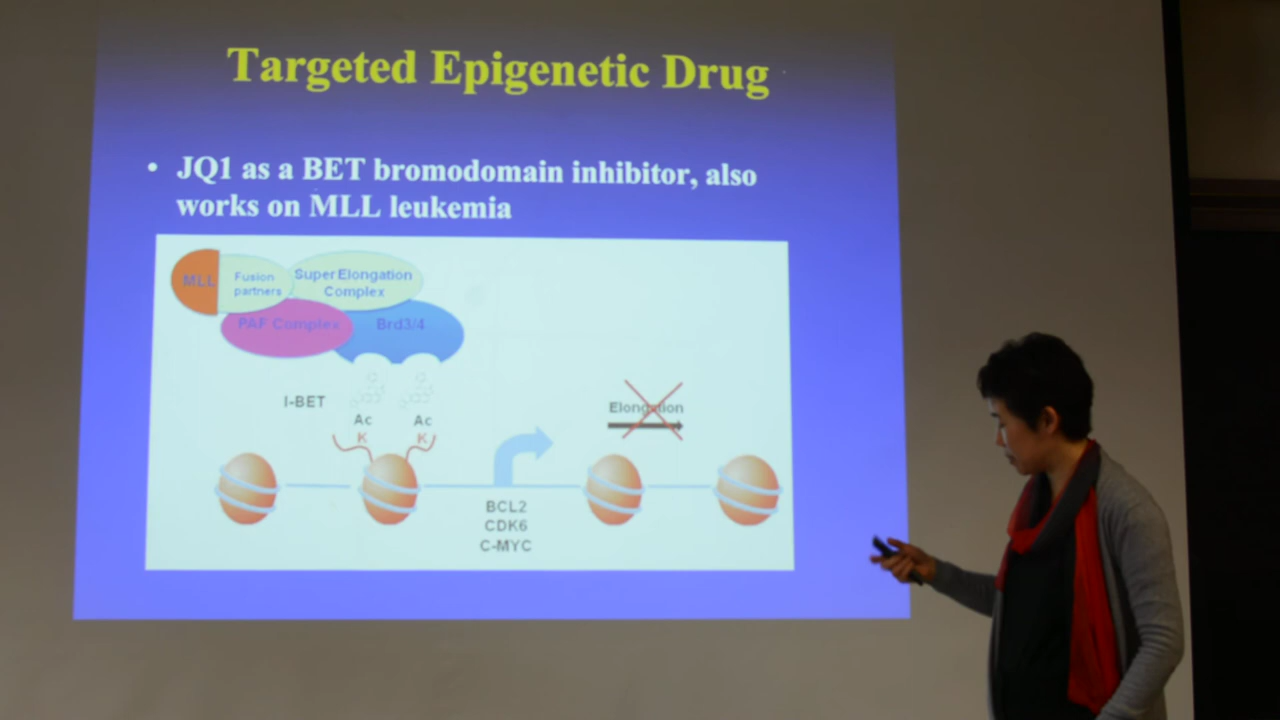 Targeted Epigenetic Drug
• JQ1 as a BET bromodomain inhibitor, also
works on MLL leukemia
MLL
Fusion
partners
Super Elongation
Complex
PAF Complex
Brd3/4
I-BET
Ac
Ac
K
K
Elongation
BCL2
CDK6
C-MYC